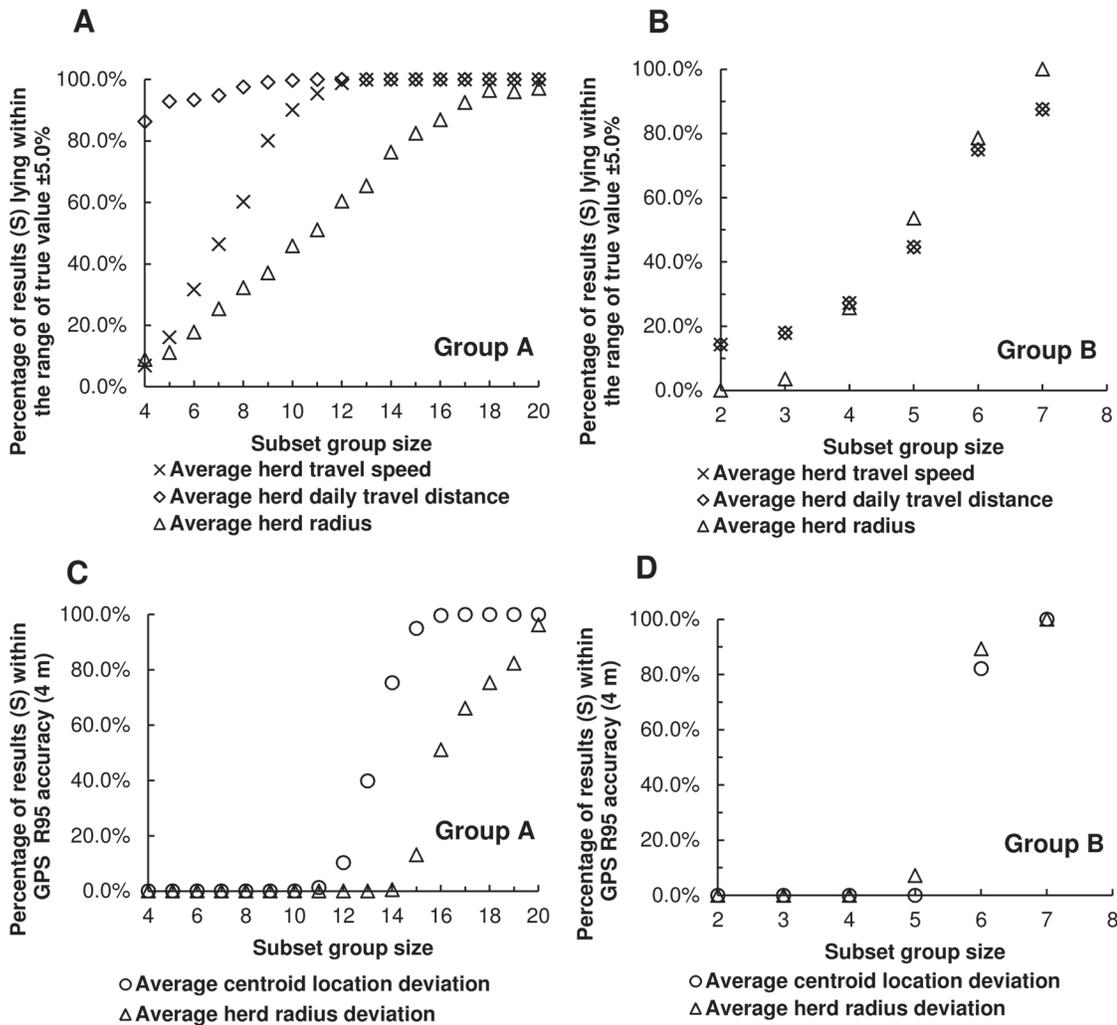 A
Percentage of results (S) lying within
the range of true value ±5.0%
100.0%
80.0%
60.0%
40.0%
20.0%
0.0%
4 6 8 10 12 14 16 18 20
Group A
Subset group size
Average herd travel speed
Average herd daily travel distance
Average herd radius
B
Percentage of results (S) lying within
the range of true value ±5.0%
100.0%
80.0%
60.0%
40.0%
20.0%
0.0%
2 3 4 5 6 7 8
Group B
Subset group size
Average herd travel speed
Average herd daily travel distance
Average herd radius
C
Percentage of results (S) within
GPS R95 accuracy (4 m)
100.0%
80.0%
60.0%
40.0%
20.0%
0.0%
4 6 8 10 12 14 16 18 20
Group A
Subset group size
Average centroid location deviation
Average herd radius deviation
D
Percentage of results (S) within
GPS R95 accuracy (4 m)
100.0%
80.0%
60.0%
40.0%
20.0%
0.0%
2 3 4 5 6 7 8
Group B
Subset group size
Average centroid location deviation
Average herd radius deviation